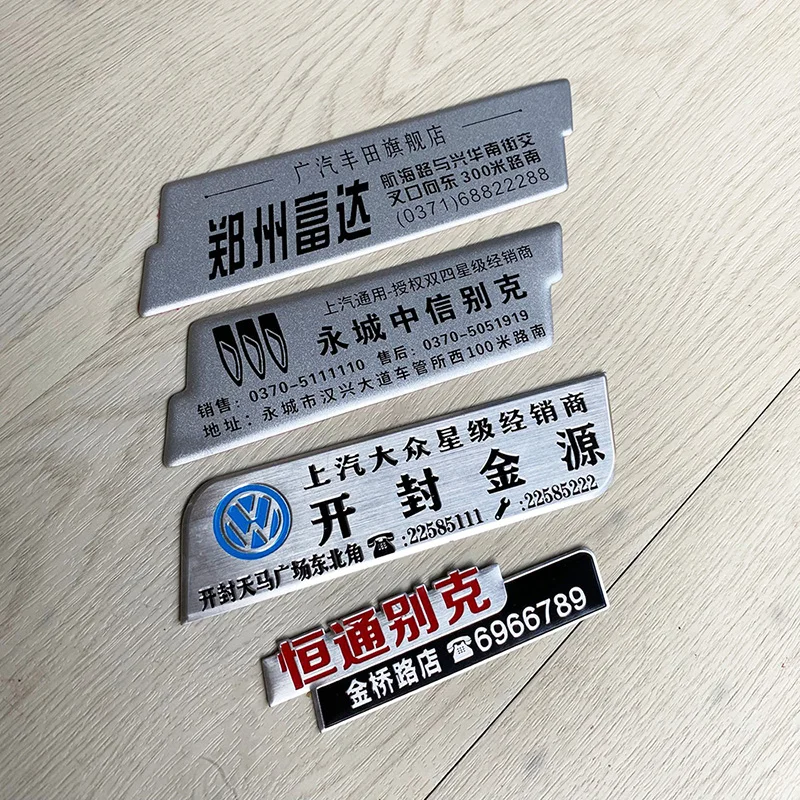 广汽丰田旗舰店
郑州富达
航海路与兴华南街交
叉口向东300米路南
(0371)68822288
上汽通用-授权双四星级经销商
永城中信别克
销售：0370-5111110 售后：0370-5051919
地址：永城市汉兴大道车管所西100米路南
上汽大众星级经销商
开封金源
开封天马广场东北角 ☎:22585111 🔧:22585222
恒通别克
金桥路店 ☎6966789